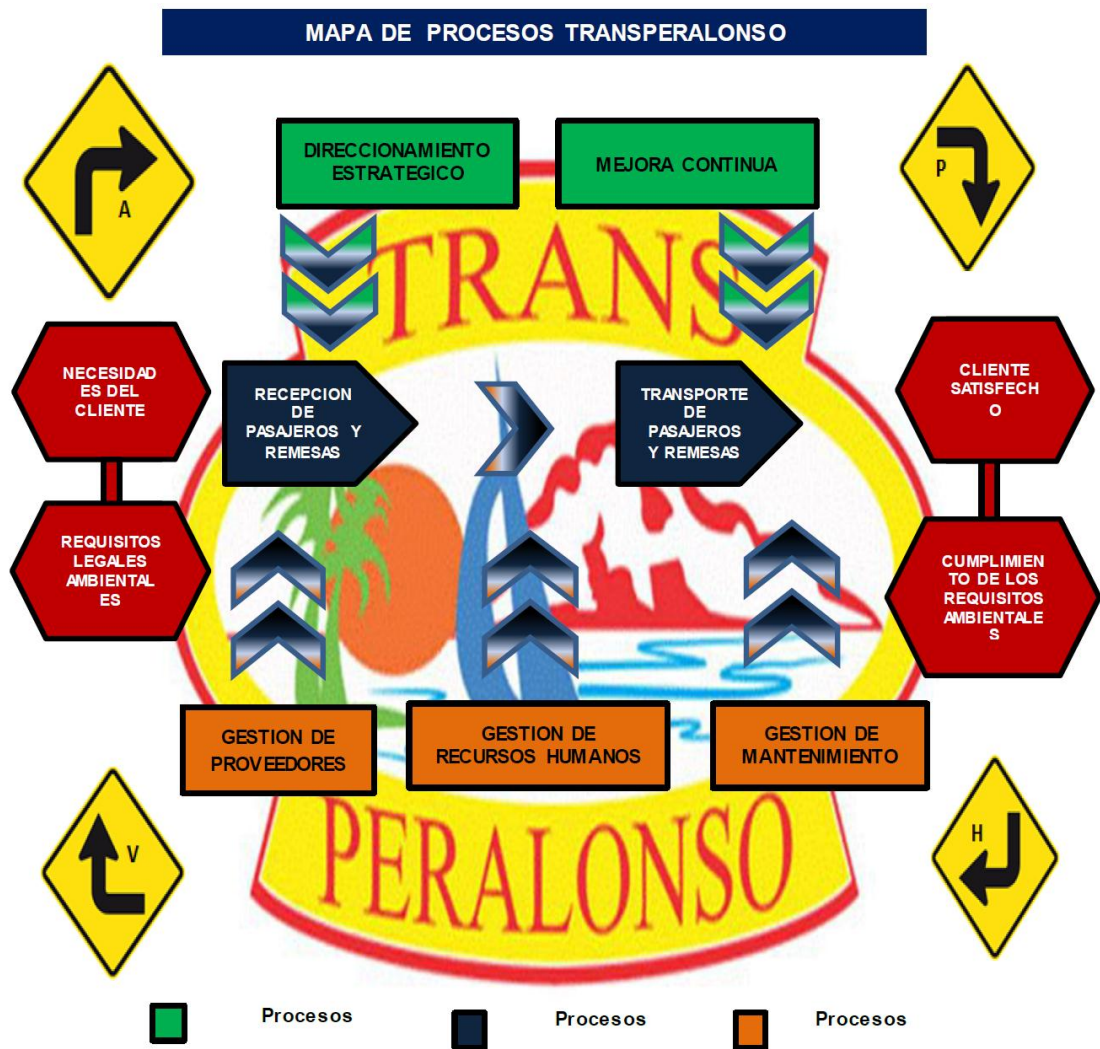 MAPA DE PROCESOS TRANSPERALONSO
A
DIRECCIONAMIENTO
ESTRATEGICO
MEJORA CONTINUA
P
TRANS
NECESIDAD
ES DEL
CLIENTE
RECEPCION
DE
PASAJEROS Y
REMESAS
TRANSPORTE
DE
PASAJEROS
Y REMESAS
CLIENTE
SATISFECH
O
REQUISITOS
LEGALES
AMBIENTAL
ES
CUMPLIMIEN
TO DE LOS
REQUISITOS
AMBIENTALE
S
GESTION DE
PROVEEDORES
GESTION DE
RECURSOS HUMANOS
GESTION DE
MANTENIMIENTO
V
PERALONSO
H
Procesos
Procesos
Procesos